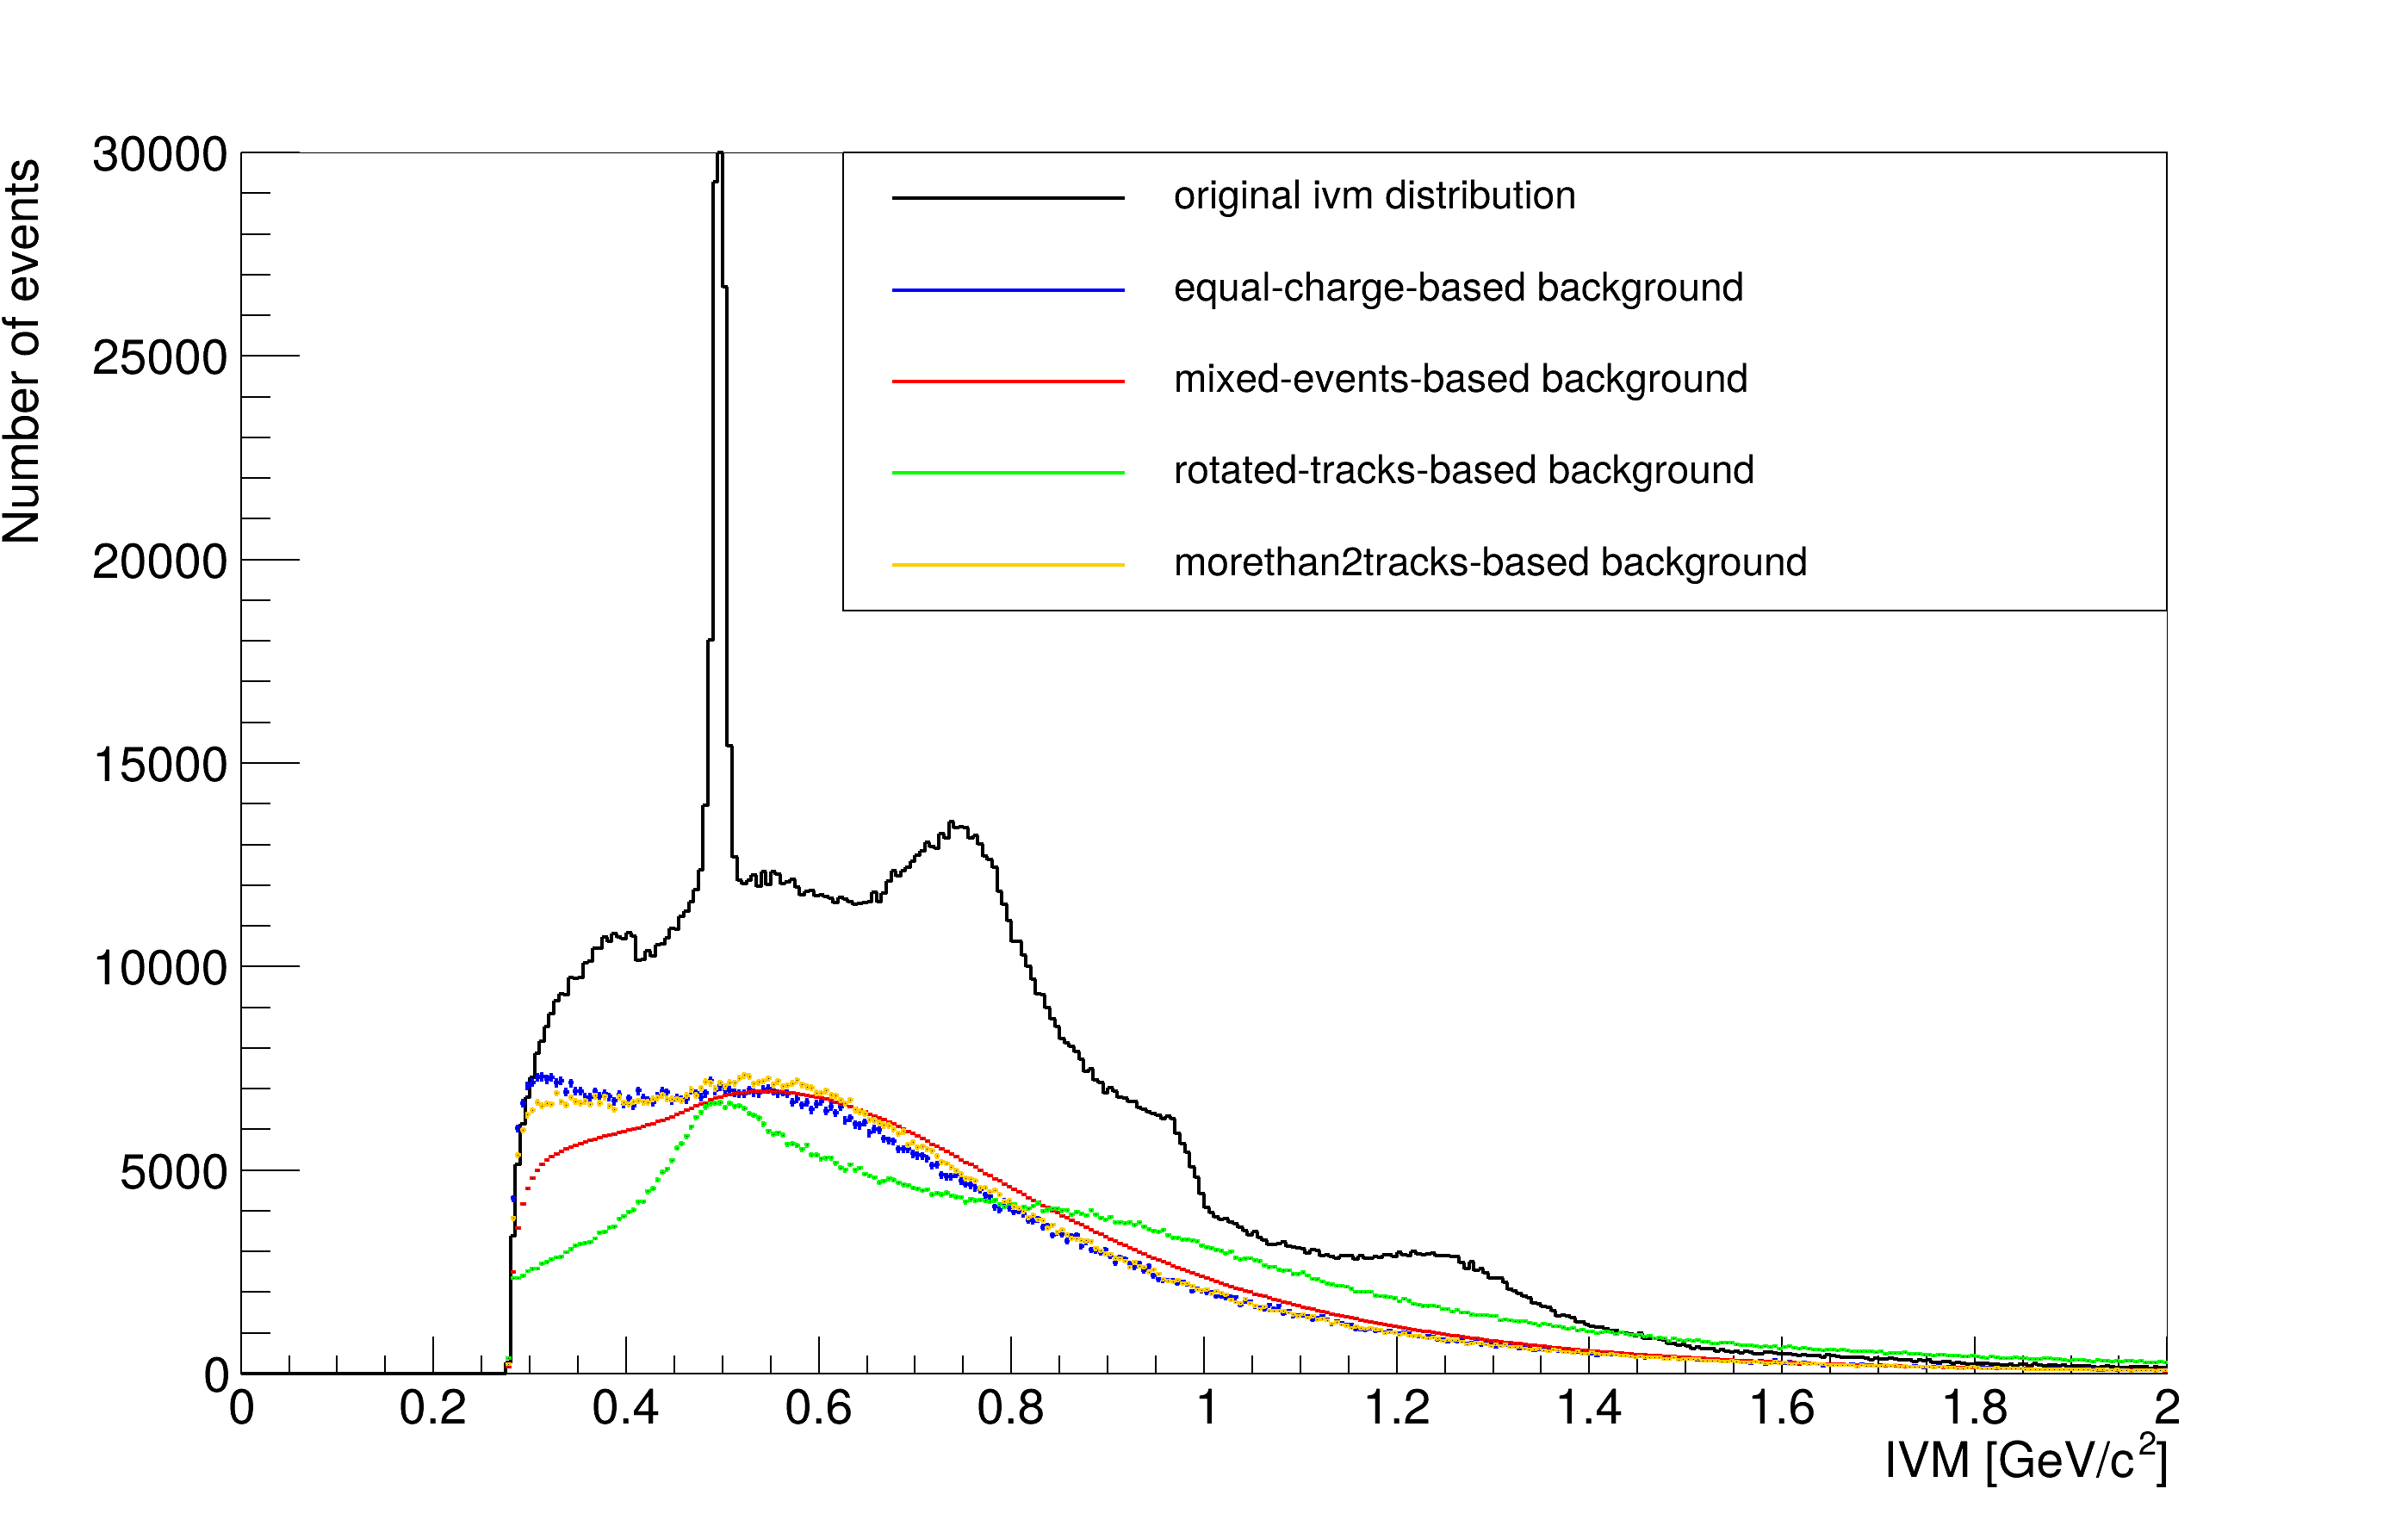 Number of events
30000
25000
20000
15000
10000
5000
0
original ivm distribution
equal-charge-based background
mixed-events-based background
rotated-tracks-based background
morethan2tracks-based background
0 0.2 0.4 0.6 0.8 1 1.2 1.4 1.6 1.8 2
IVM [GeV/c²]